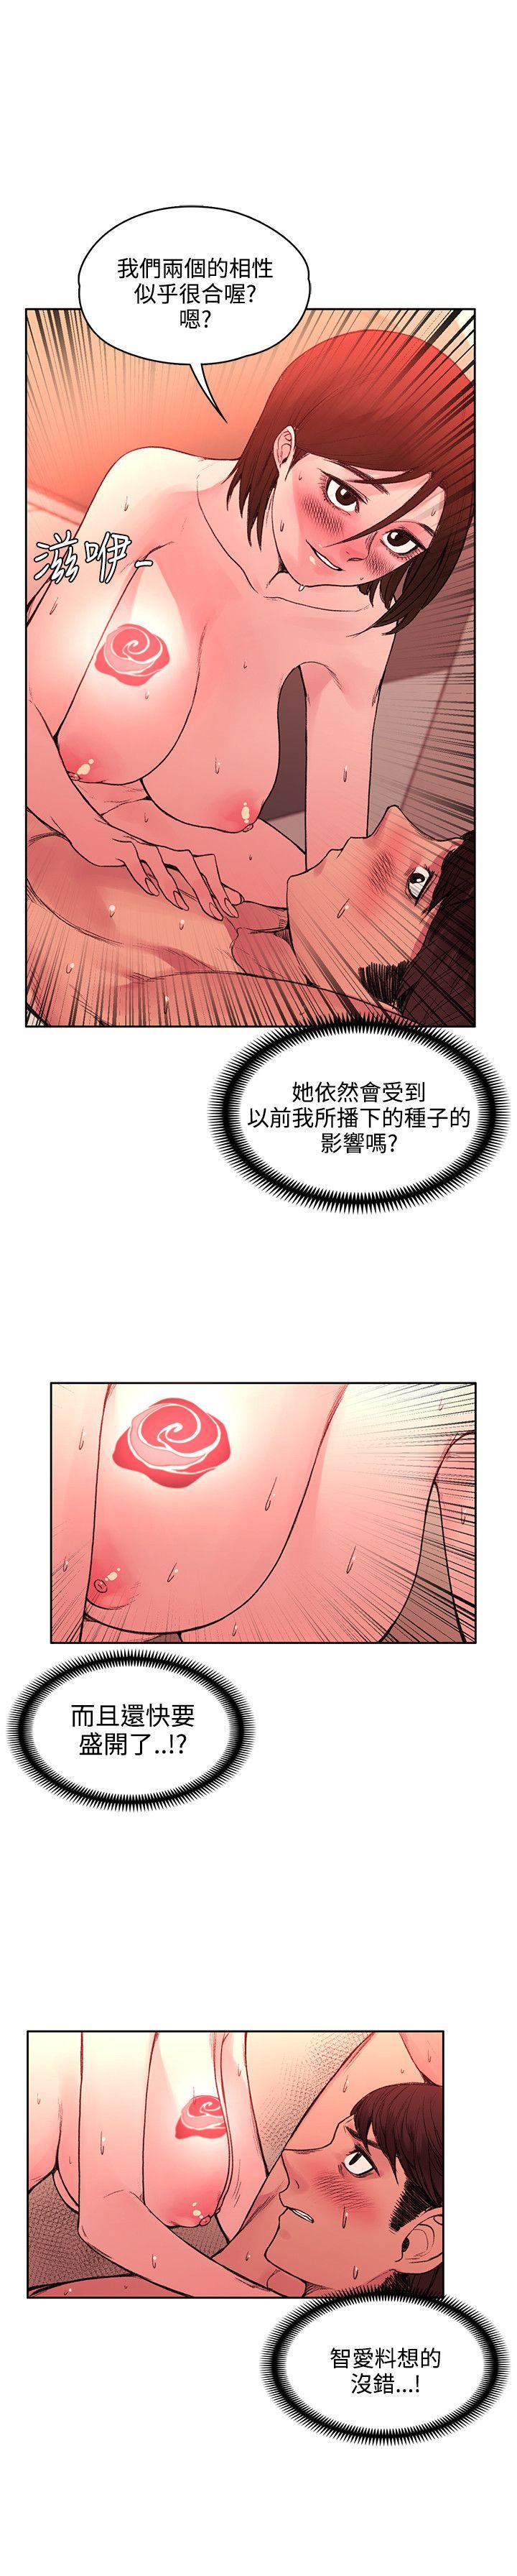 我們兩個的相性
似乎很合喔?
嗯?
滋咿-
她依然會受到
以前我所播下的種子的
影響嗎?
而且還快要
盛開了..!?
智愛料想的
沒錯...!